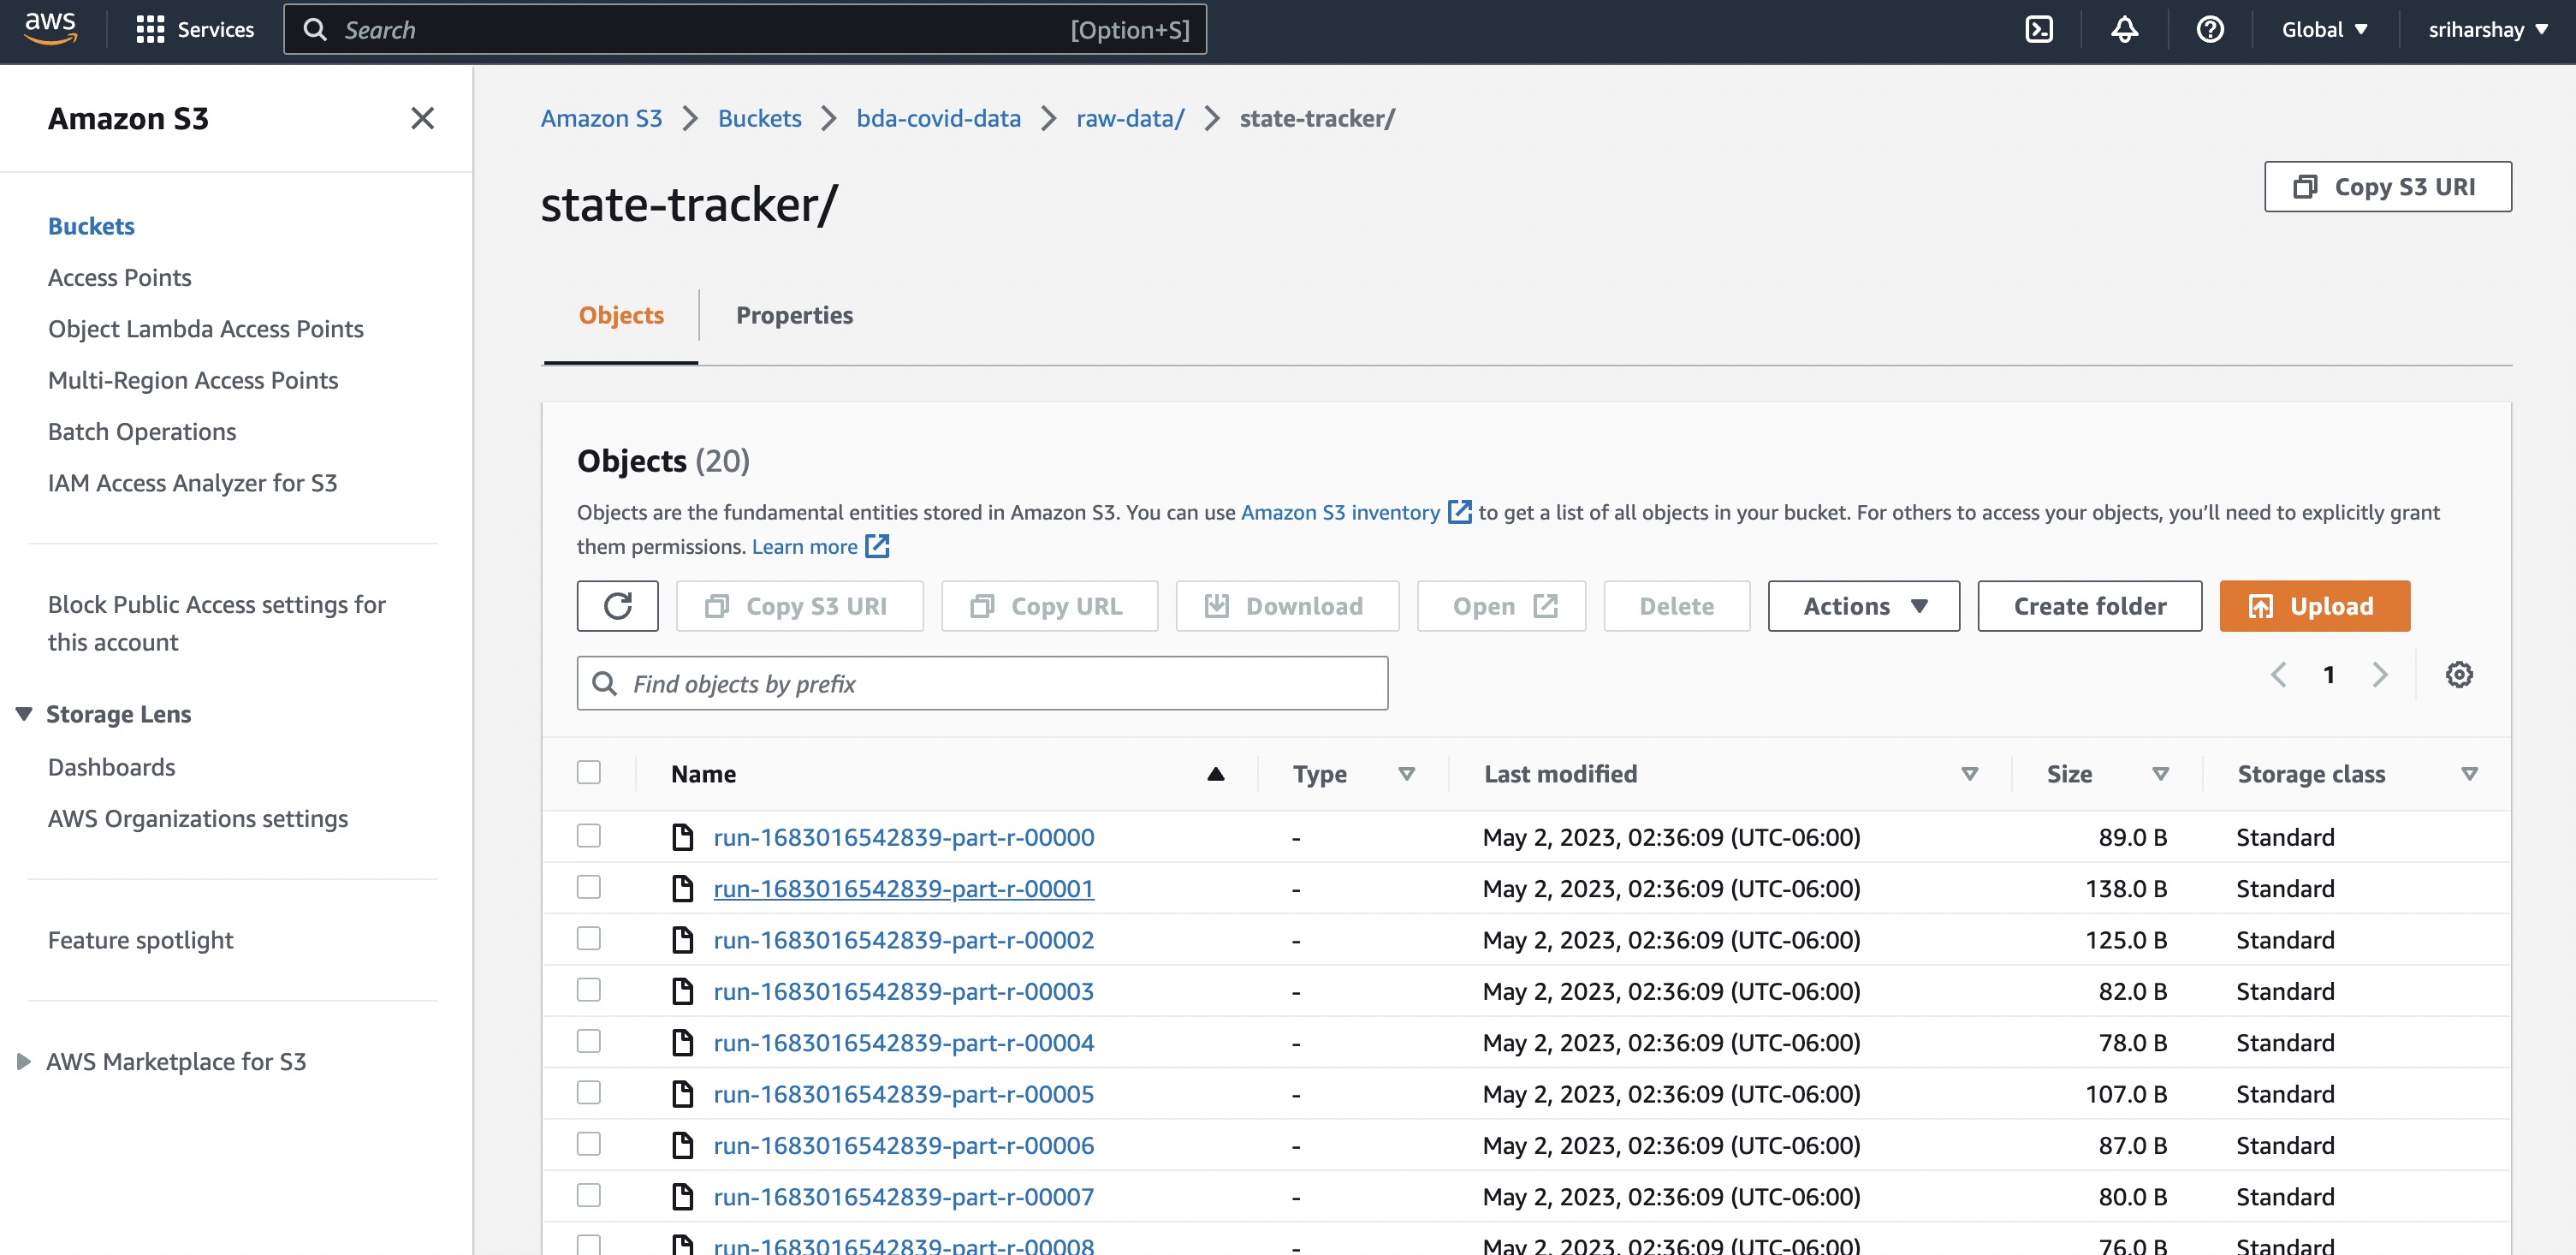 aws Services Search [Option+S] Global sriharshay
Amazon S3
Buckets
Access Points
Object Lambda Access Points
Multi-Region Access Points
Batch Operations
IAM Access Analyzer for S3
Block Public Access settings for
this account
Storage Lens
Dashboards
AWS Organizations settings
Feature spotlight
AWS Marketplace for S3
Amazon S3 > Buckets > bda-covid-data > raw-data/ > state-tracker/
state-tracker/
Copy S3 URI
Objects Properties
Objects (20)
Objects are the fundamental entities stored in Amazon S3. You can use Amazon S3 inventory to get a list of all objects in your bucket. For others to access your objects, you’ll need to explicitly grant
them permissions. Learn more
Copy S3 URI Copy URL Download Open Delete Actions Create folder Upload
Find objects by prefix 1
Name Type Last modified Size Storage class
run-1683016542839-part-r-00000 - May 2, 2023, 02:36:09 (UTC-06:00) 89.0 B Standard
run-1683016542839-part-r-00001 - May 2, 2023, 02:36:09 (UTC-06:00) 138.0 B Standard
run-1683016542839-part-r-00002 - May 2, 2023, 02:36:09 (UTC-06:00) 125.0 B Standard
run-1683016542839-part-r-00003 - May 2, 2023, 02:36:09 (UTC-06:00) 82.0 B Standard
run-1683016542839-part-r-00004 - May 2, 2023, 02:36:09 (UTC-06:00) 78.0 B Standard
run-1683016542839-part-r-00005 - May 2, 2023, 02:36:09 (UTC-06:00) 107.0 B Standard
run-1683016542839-part-r-00006 - May 2, 2023, 02:36:09 (UTC-06:00) 87.0 B Standard
run-1683016542839-part-r-00007 - May 2, 2023, 02:36:09 (UTC-06:00) 80.0 B Standard
run-1683016542839-part-r-00008 - May 2, 2023, 02:36:09 (UTC-06:00) 76.0 B Standard